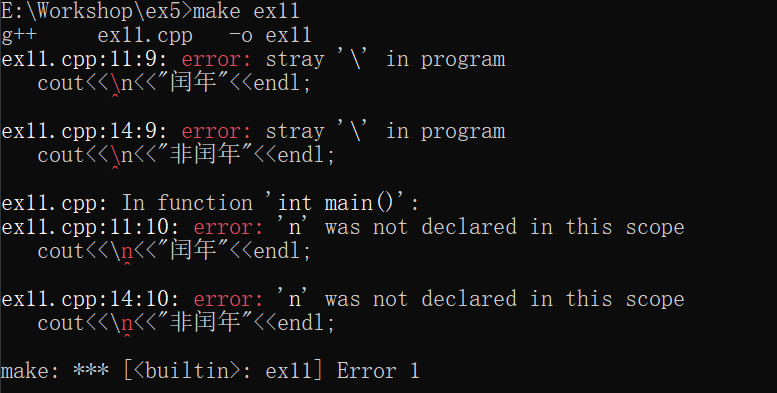 E:\Workshop\ex5>make ex11
g++     ex11.cpp   -o ex11
ex11.cpp:11:9: error: stray '\' in program
   cout<<\n<<"闰年"<<endl;
         ^
ex11.cpp:14:9: error: stray '\' in program
   cout<<\n<<"非闰年"<<endl;
         ^
ex11.cpp: In function 'int main()':
ex11.cpp:11:10: error: 'n' was not declared in this scope
   cout<<\n<<"闰年"<<endl;
          ^
ex11.cpp:14:10: error: 'n' was not declared in this scope
   cout<<\n<<"非闰年"<<endl;
          ^
make: *** [<builtin>: ex11] Error 1